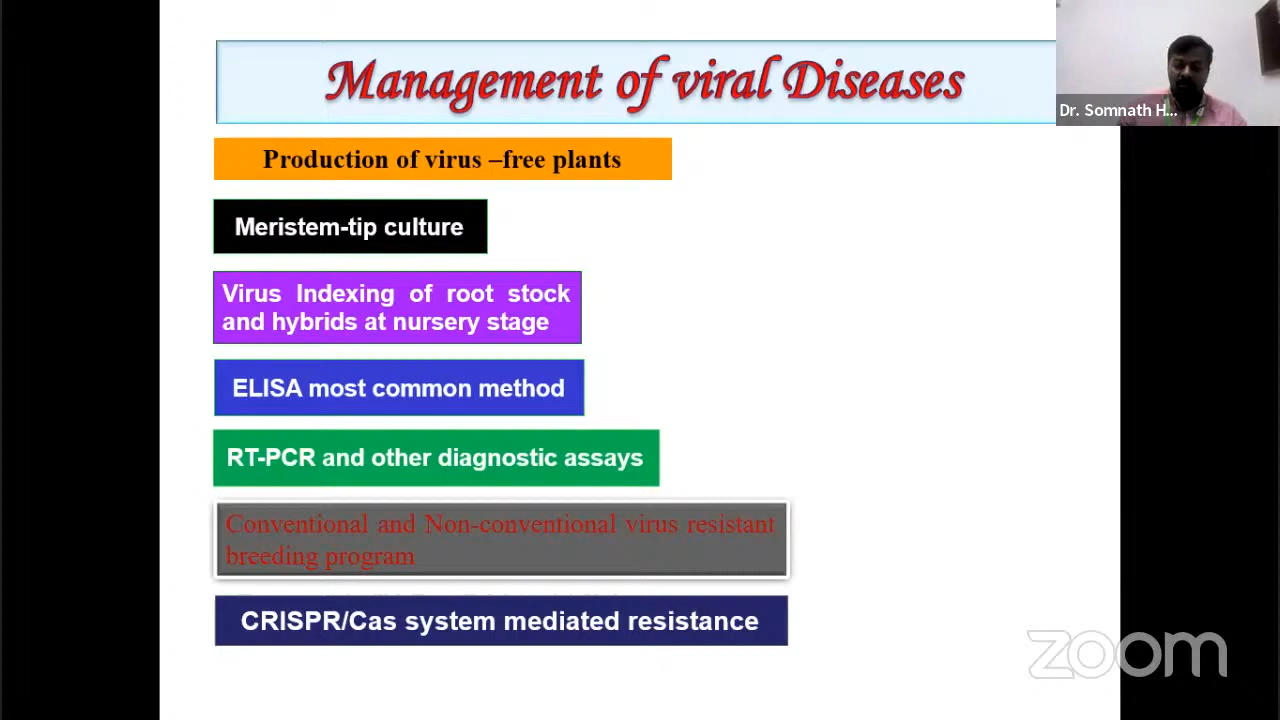 Management of viral Diseases
Dr. Somnath H...
Production of virus –free plants
Meristem-tip culture
Virus Indexing of root stock
and hybrids at nursery stage
ELISA most common method
RT-PCR and other diagnostic assays
Conventional and Non-conventional virus resistant
breeding program
CRISPR/Cas system mediated resistance
zoom